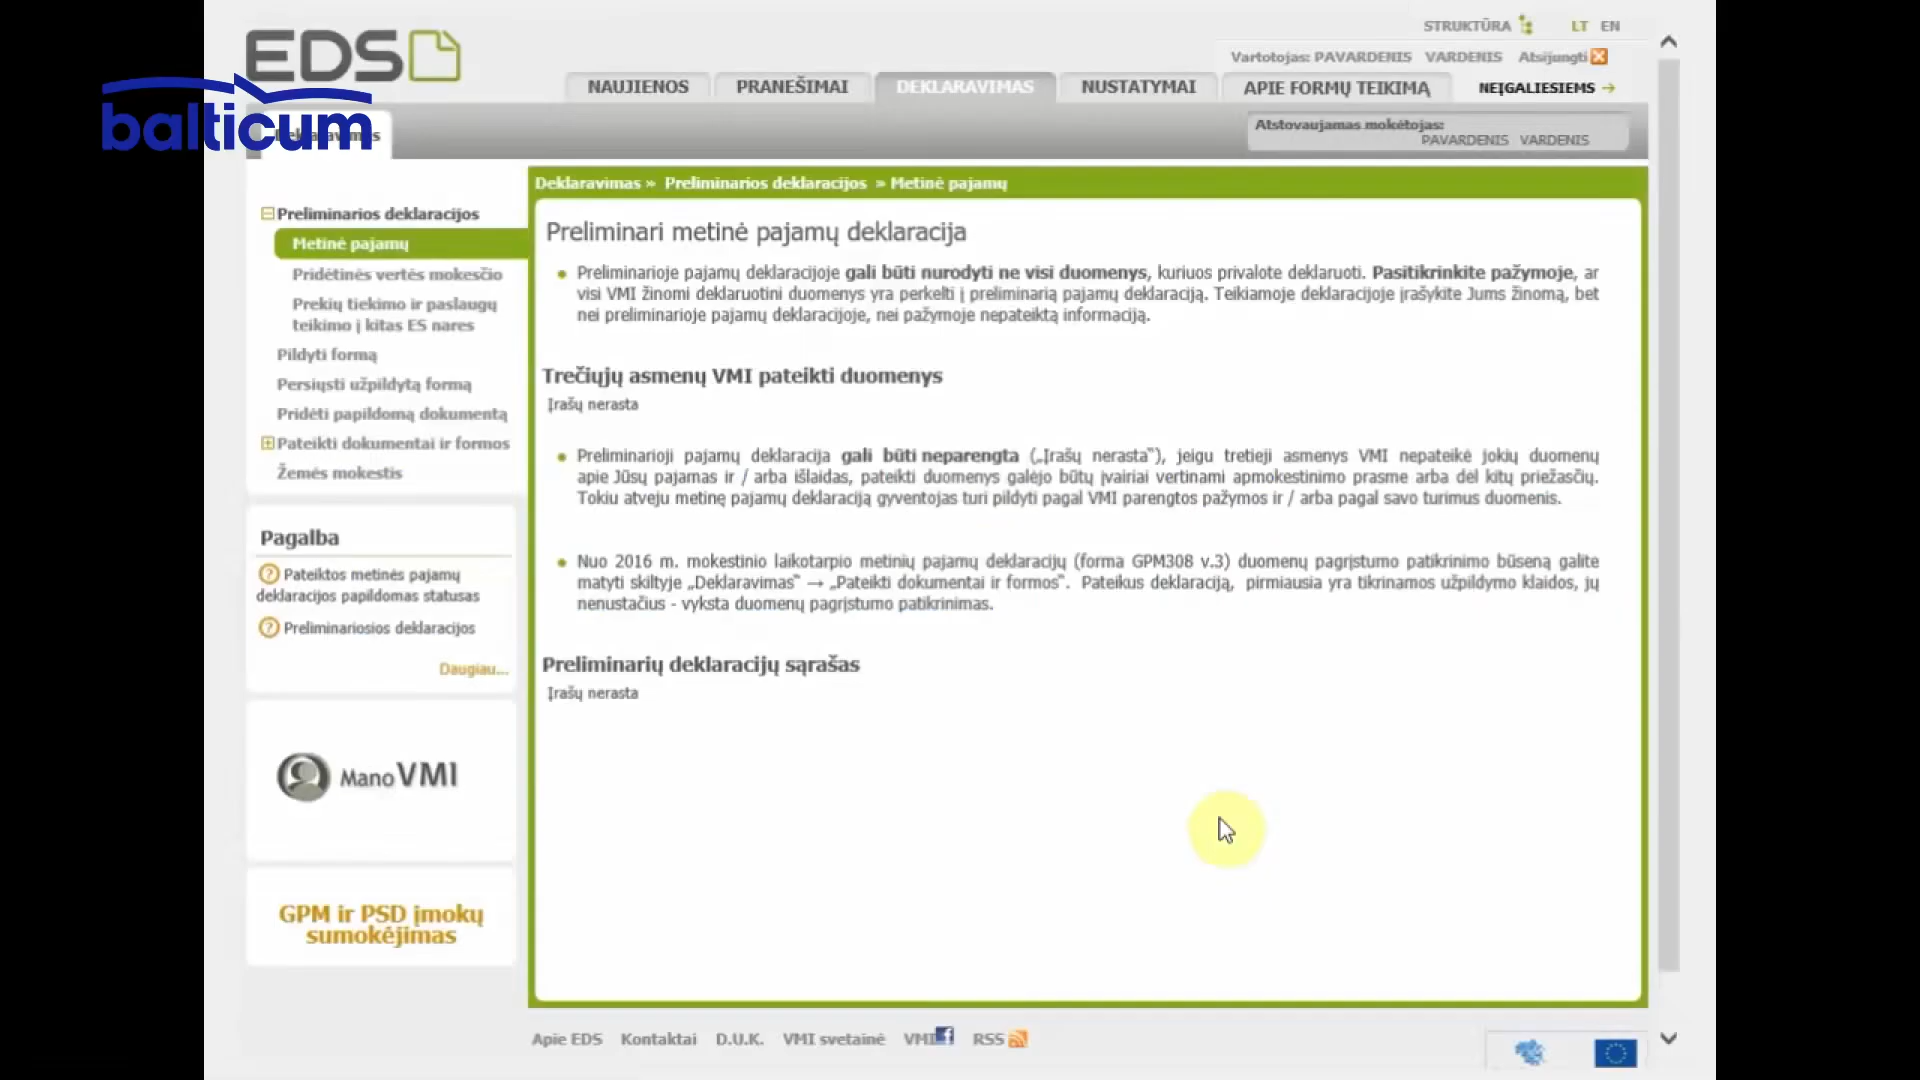 EDS
STRUKTŪRA LT EN
Vartotojas: PAVARDENIS VARDENIS Atsijungti
NAUJIENOS PRANEŠIMAI DEKLARAVIMAS NUSTATYMAI APIE FORMŲ TEIKIMĄ NEĮGALIESIEMS →
balticum
Atstovaujamas mokėtojas:
PAVARDENIS VARDENIS
Deklaravimas » Preliminarios deklaracijos » Metinė pajamų
Preliminarios deklaracijos
Metinė pajamų
Pridėtinės vertės mokesčio
Prekių tiekimo ir paslaugų
teikimo į kitas ES nares
Pildyti formą
Persiųsti užpildytą formą
Pridėti papildomą dokumentą
Pateikti dokumentai ir formos
Žemės mokestis
Pagalba
Pateiktos metinės pajamų
deklaracijos papildomas statusas
Preliminariosios deklaracijos
Daugiau...
Mano VMI
GPM ir PSD įmokų
sumokėjimas
Preliminari metinė pajamų deklaracija
Preliminarioje pajamų deklaracijoje gali būti nurodyti ne visi duomenys, kuriuos privalote deklaruoti. Pasitikrinkite pažymoje, ar
visi VMI žinomi deklaruotini duomenys yra perkelti į preliminarią pajamų deklaraciją. Teikiamoje deklaracijoje įrašykite Jums žinomą, bet
nei preliminarioje pajamų deklaracijoje, nei pažymoje nepateiktą informaciją.
Trečiųjų asmenų VMI pateikti duomenys
Įrašų nerasta
Preliminarioji pajamų deklaracija gali būti neparengta („Įrašų nerasta“), jeigu tretieji asmenys VMI nepateikė jokių duomenų
apie Jūsų pajamas ir / arba išlaidas, pateikti duomenys galėjo būtų įvairiai vertinami apmokestinimo prasme arba dėl kitų priežasčių.
Tokiu atveju metinę pajamų deklaraciją gyventojas turi pildyti pagal VMI parengtos pažymos ir / arba pagal savo turimus duomenis.
Nuo 2016 m. mokestinio laikotarpio metinių pajamų deklaracijų (forma GPM308 v.3) duomenų pagrįstumo patikrinimo būseną galite
matyti skiltyje „Deklaravimas“ → „Pateikti dokumentai ir formos“. Pateikus deklaraciją, pirmiausia yra tikrinamos užpildymo klaidos, jų
nenustačius - vyksta duomenų pagrįstumo patikrinimas.
Preliminarių deklaracijų sąrašas
Įrašų nerasta
Apie EDS Kontaktai D.U.K. VMI svetainė VMI RSS